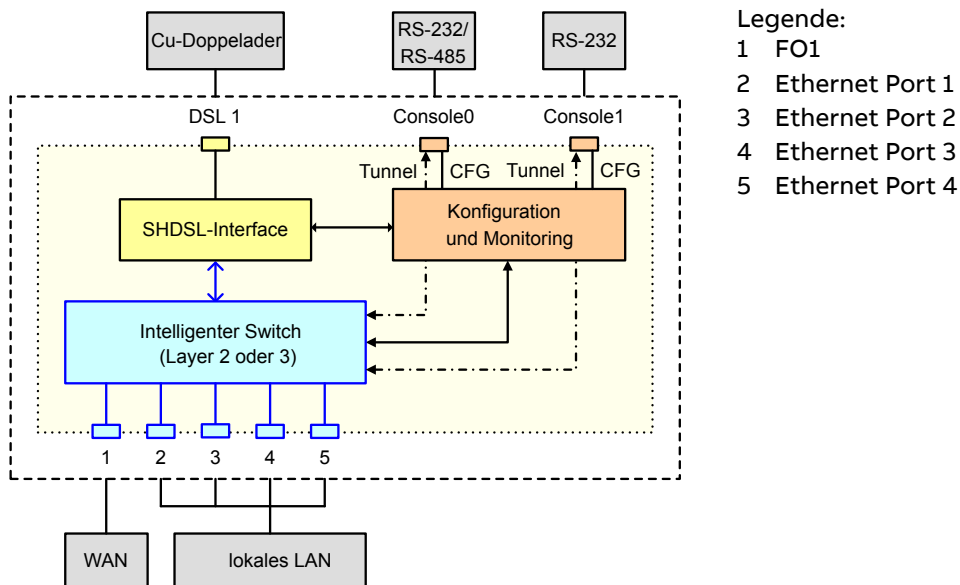 Cu-Doppelader
RS-232/
RS-485
RS-232
DSL 1
Console0
Console1
Tunnel
CFG
Tunnel
CFG
SHDSL-Interface
Konfiguration
und Monitoring
Intelligenter Switch
(Layer 2 oder 3)
1
2
3
4
5
WAN
lokales LAN
Legende:
1 FO1
2 Ethernet Port 1
3 Ethernet Port 2
4 Ethernet Port 3
5 Ethernet Port 4